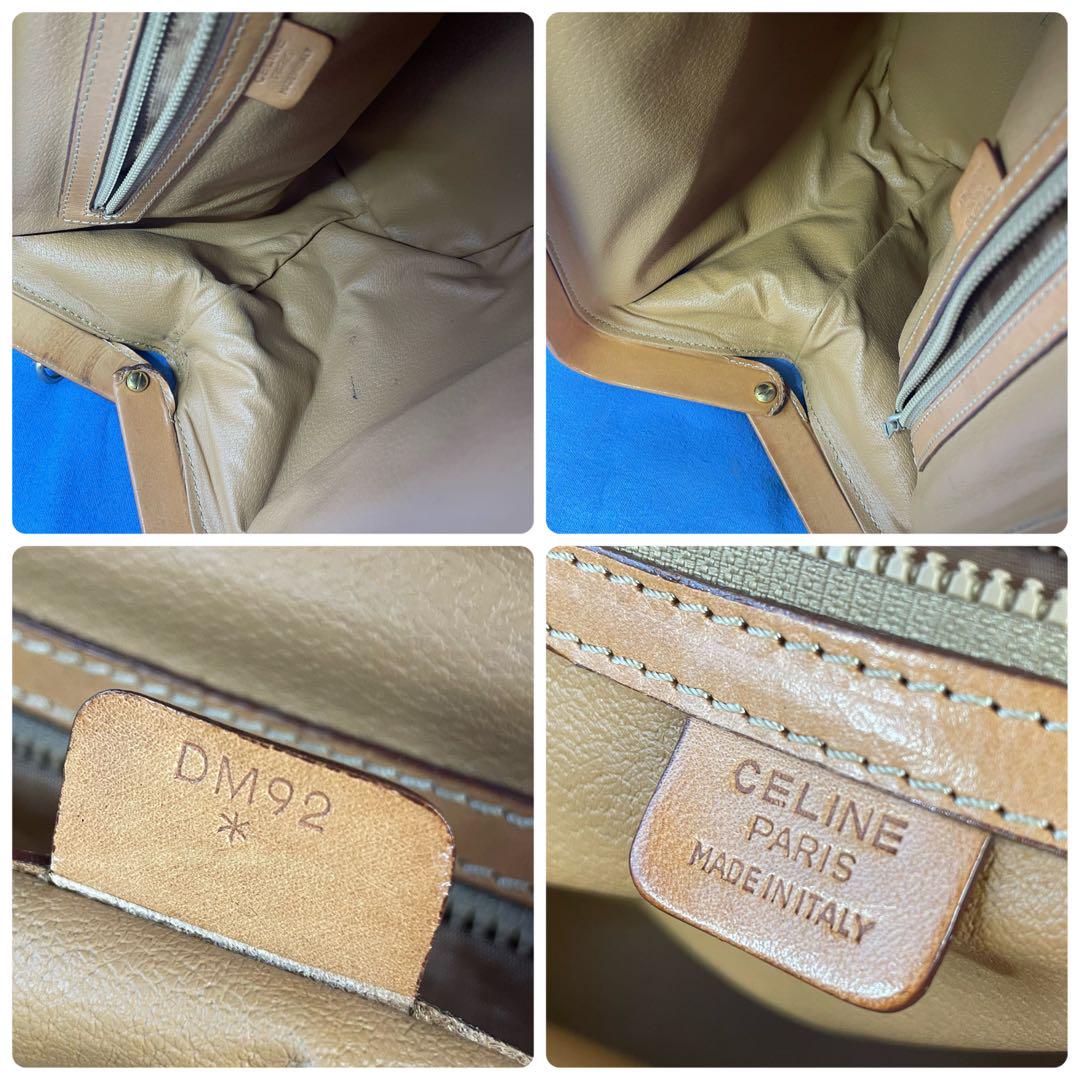 DM92
*
CELINE
PARIS
MADE IN ITALY